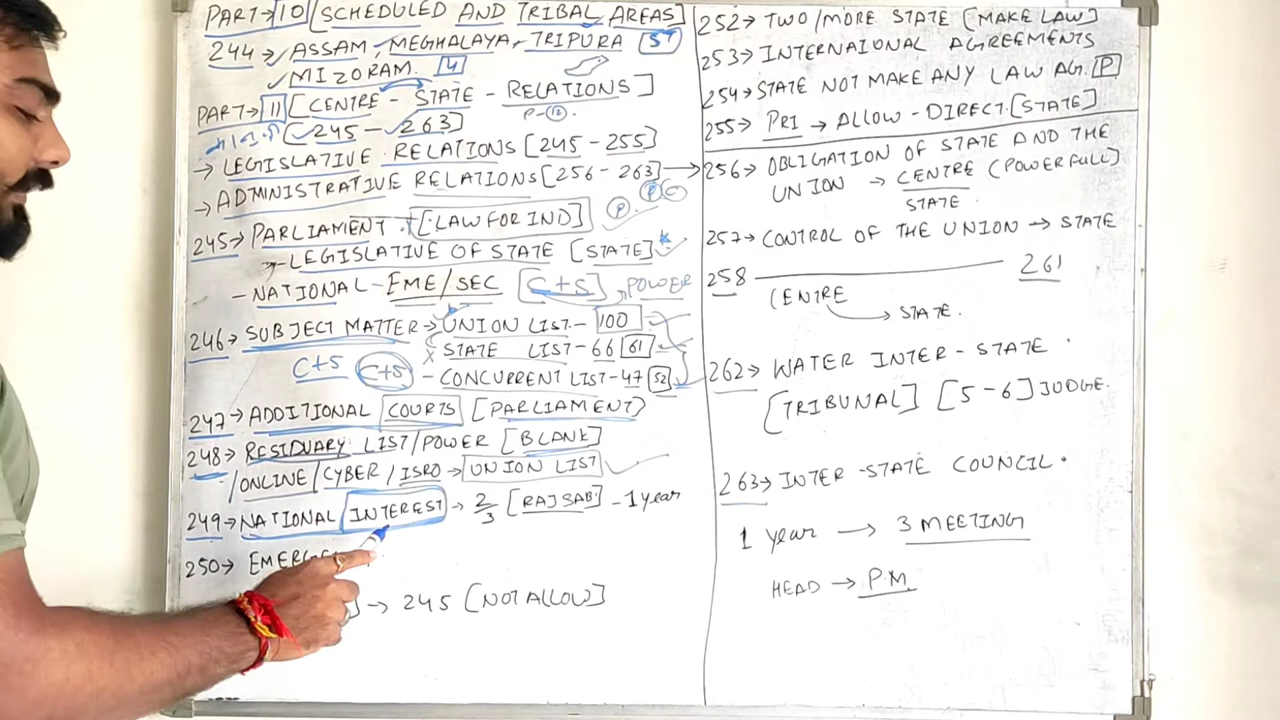 PART→10 [SCHEDULED AND TRIBAL AREAS]
244→ ASSAM, MEGHALAYA, TRIPURA
MIZORAM. 4
PART→11 [CENTRE - STATE - RELATIONS]
P-12
[245 - 263]
→ LEGISLATIVE RELATIONS [245 - 255]
→ ADMINISTRATIVE RELATIONS [256 - 263]
245→ PARLIAMENT [LAW FOR IND] P
- LEGISLATIVE OF STATE [STATE]
- NATIONAL - EME/SEC [C+S] POWER
246→ SUBJECT MATTER → UNION LIST - 100
STATE LIST - 66 61
C+S C+S - CONCURRENT LIST - 47 52
247→ ADDITIONAL COURTS [PARLIAMENT]
248→ RESIDUARY LIST/POWER [BLANK]
/ONLINE/CYBER/ISRO→ UNION LIST
249→ NATIONAL INTEREST → 2/3 [RAJSAB] - 1 year
250→
→ 245 [NOT ALLOW]
252→ TWO/MORE STATE [MAKE LAW]
253→ INTERNAIONAL AGREEMENTS
254→ STATE NOT MAKE ANY LAW AG. P
255→ PRI → ALLOW - DIRECT. [STATE]
→ 256→ OBLIGATION OF STATE AND THE
UNION → CENTRE (POWERFULL)
STATE
257→ CONTROL OF THE UNION → STATE
258 261
(ENTRE
→ STATE.
262→ WATER INTER - STATE
[TRIBUNAL] [5 - 6] JUDGE.
263→ INTER - STATE COUNCIL.
1 year → 3 MEETING
HEAD → P.M.